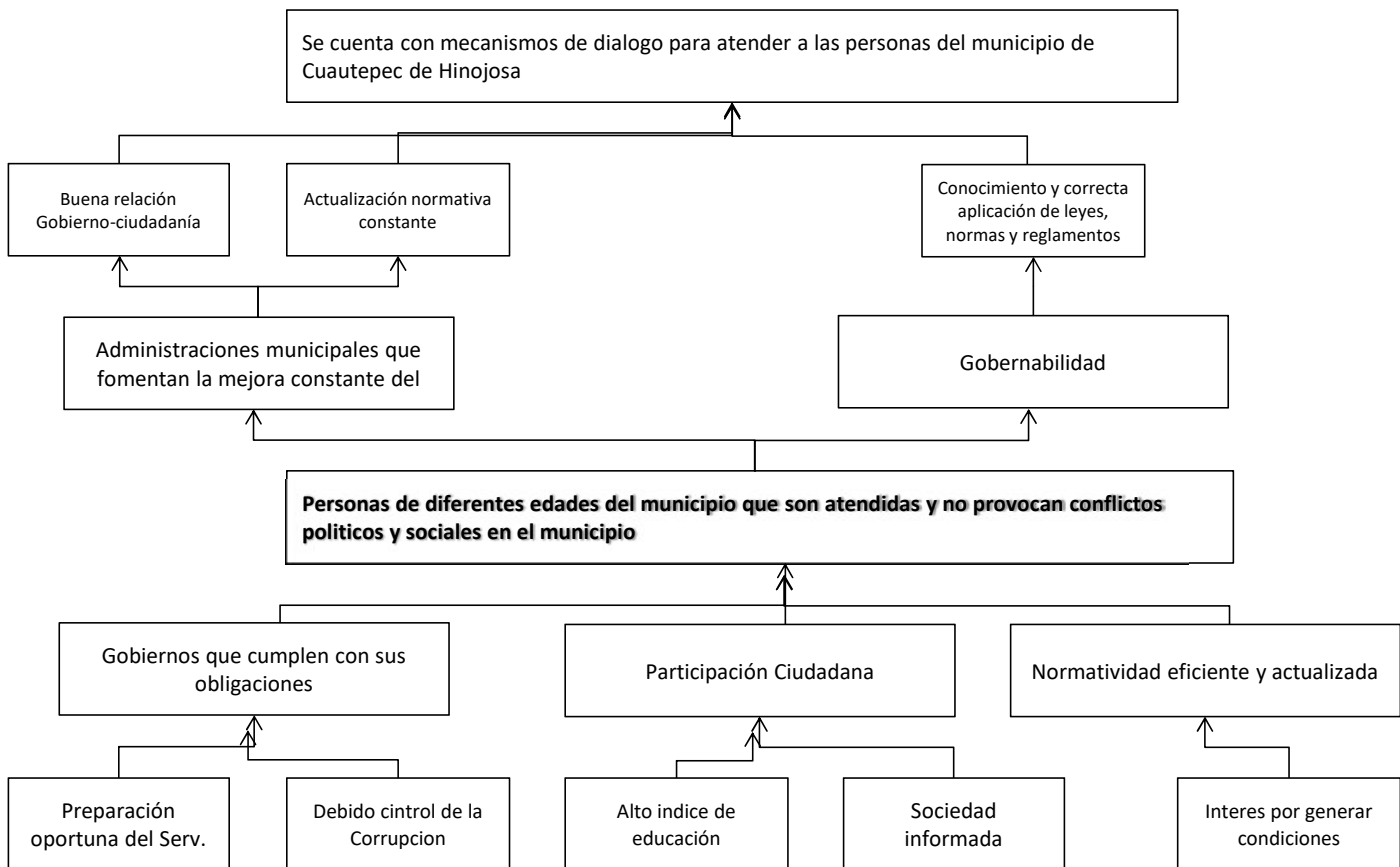 Se cuenta con mecanismos de dialogo para atender a las personas del municipio de
Cuautepec de Hinojosa
Buena relación
Gobierno-ciudadanía
Actualización normativa
constante
Conocimiento y correcta
aplicación de leyes,
normas y reglamentos
Administraciones municipales que
fomentan la mejora constante del
Gobernabilidad
Personas de diferentes edades del municipio que son atendidas y no provocan conflictos
politicos y sociales en el municipio
Gobiernos que cumplen con sus
obligaciones
Participación Ciudadana
Normatividad eficiente y actualizada
Preparación
oportuna del Serv.
Debido cintrol de la
Corrupcion
Alto indice de
educación
Sociedad
informada
Interes por generar
condiciones